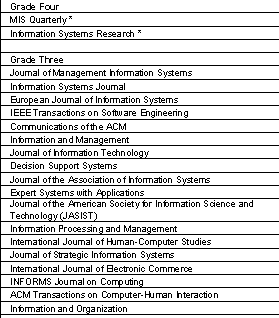 Grade Four
MIS Quarterly *
Information Systems Research *
Grade Three
Journal of Management Information Systems
Information Systems Journal
European Journal of Information Systems
IEEE Transactions on Software Engineering
Communications of the ACM
Information and Management
Journal of Information Technology
Decision Support Systems
Journal of the Association of Information Systems
Expert Systems with Applications
Journal of the American Society for Information Science and
Technology (JASIST)
Information Processing and Management
International Journal of Human-Computer Studies
Journal of Strategic Information Systems
International Journal of Electronic Commerce
INFORMS Journal on Computing
ACM Transactions on Computer-Human Interaction
Information and Organization